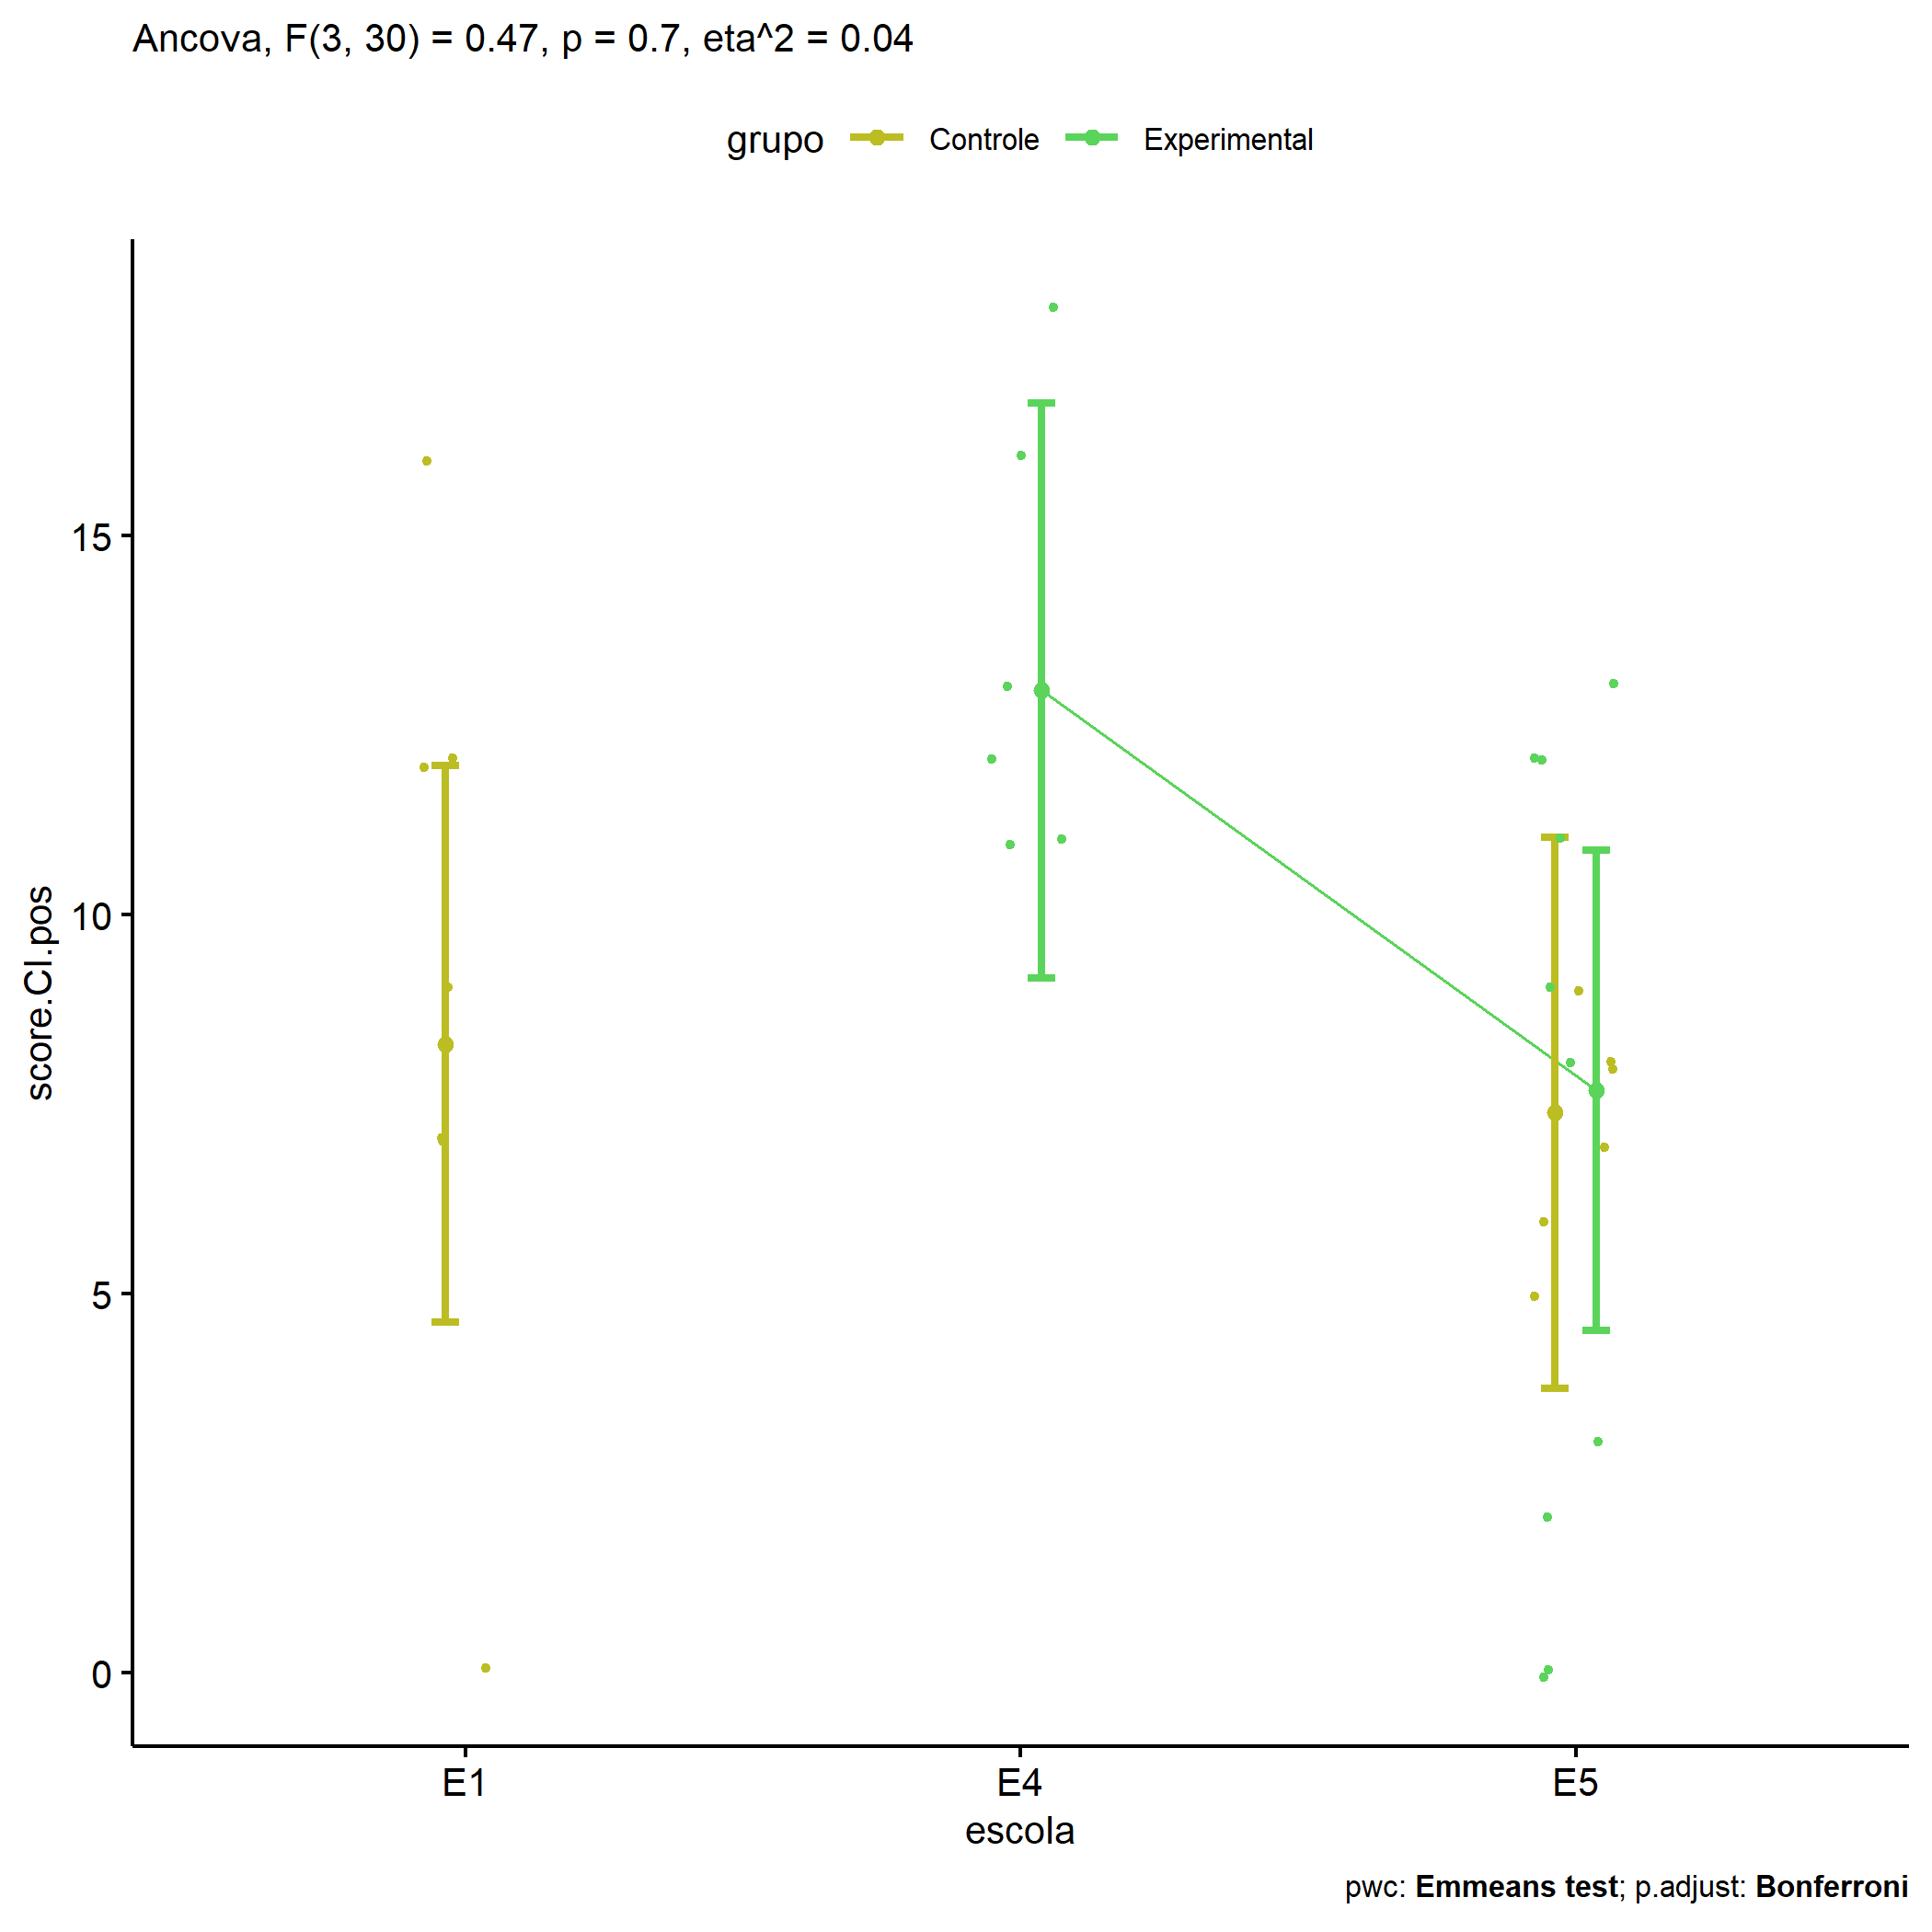 Ancova, F(3, 30) = 0.47, p = 0.7, eta^2 = 0.04
grupo Controle Experimental
score.CI.pos
15
10
5
0
E1 E4 E5
escola
pwc: Emmeans test; p.adjust: Bonferroni